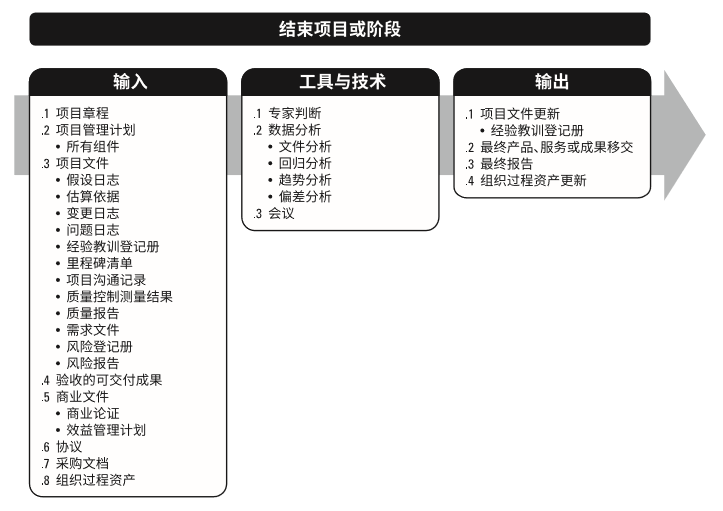 结束项目或阶段
输入
.1 项目章程
.2 项目管理计划
• 所有组件
.3 项目文件
• 假设日志
• 估算依据
• 变更日志
• 问题日志
• 经验教训登记册
• 里程碑清单
• 项目沟通记录
• 质量控制测量结果
• 质量报告
• 需求文件
• 风险登记册
• 风险报告
.4 验收的可交付成果
.5 商业文件
• 商业论证
• 效益管理计划
.6 协议
.7 采购文档
.8 组织过程资产
工具与技术
.1 专家判断
.2 数据分析
• 文件分析
• 回归分析
• 趋势分析
• 偏差分析
.3 会议
输出
.1 项目文件更新
• 经验教训登记册
.2 最终产品、服务或成果移交
.3 最终报告
.4 组织过程资产更新